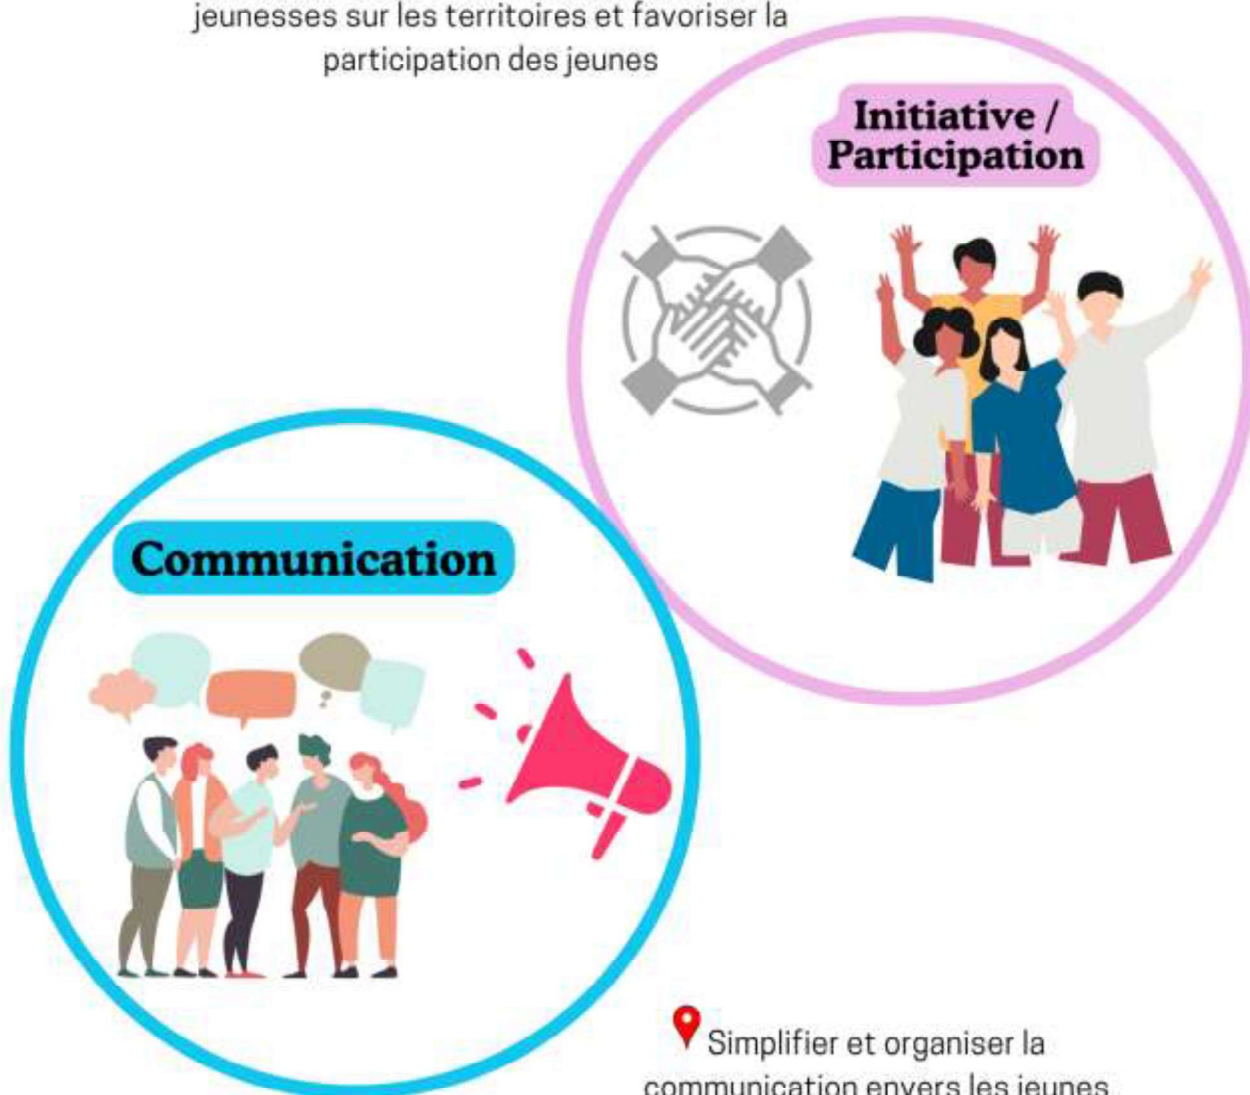 jeunesses sur les territoires et favoriser la
participation des jeunes
Initiative /
Participation
Communication
Simplifier et organiser la
communication envers les jeunes